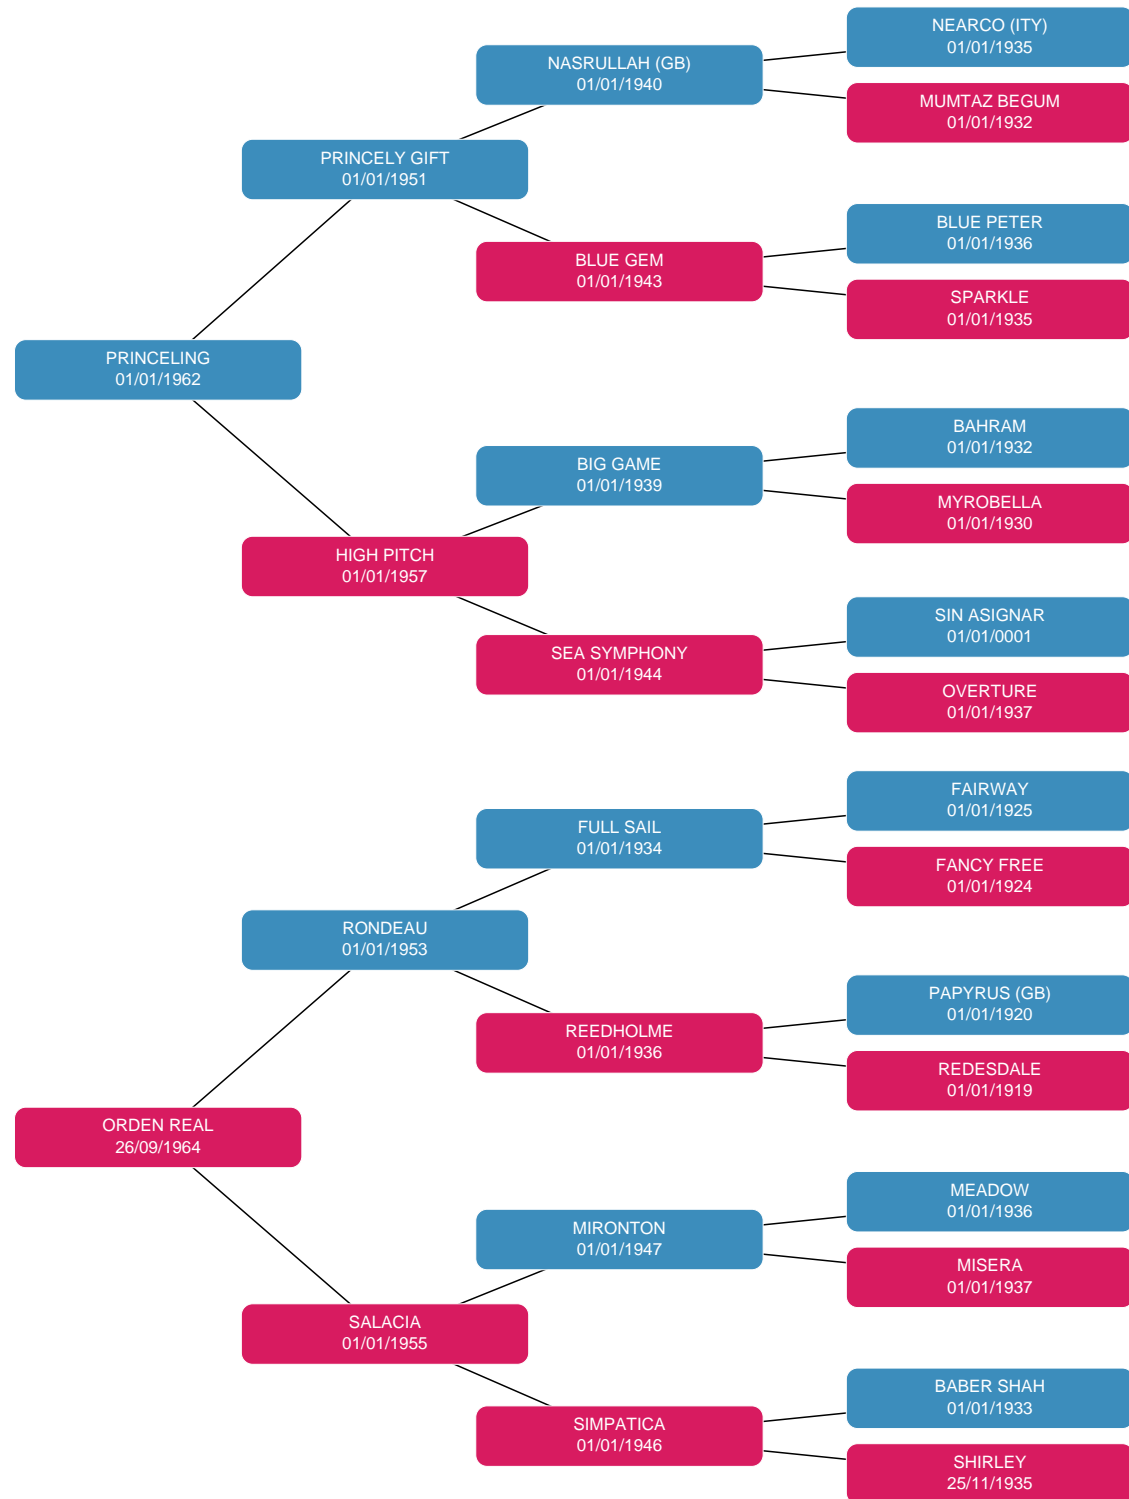 NEARCO (ITY)
01/01/1935
NASRULLAH (GB)
01/01/1940
MUMTAZ BEGUM
01/01/1932
PRINCELY GIFT
01/01/1951
BLUE PETER
01/01/1936
BLUE GEM
01/01/1943
SPARKLE
01/01/1935
PRINCELING
01/01/1962
BAHRAM
01/01/1932
BIG GAME
01/01/1939
MYROBELLA
01/01/1930
HIGH PITCH
01/01/1957
SIN ASIGNAR
01/01/0001
SEA SYMPHONY
01/01/1944
OVERTURE
01/01/1937
FAIRWAY
01/01/1925
FULL SAIL
01/01/1934
FANCY FREE
01/01/1924
RONDEAU
01/01/1953
PAPYRUS (GB)
01/01/1920
REEDHOLME
01/01/1936
REDESDALE
01/01/1919
ORDEN REAL
26/09/1964
MEADOW
01/01/1936
MIRONTON
01/01/1947
MISERA
01/01/1937
SALACIA
01/01/1955
BABER SHAH
01/01/1933
SIMPATICA
01/01/1946
SHIRLEY
25/11/1935